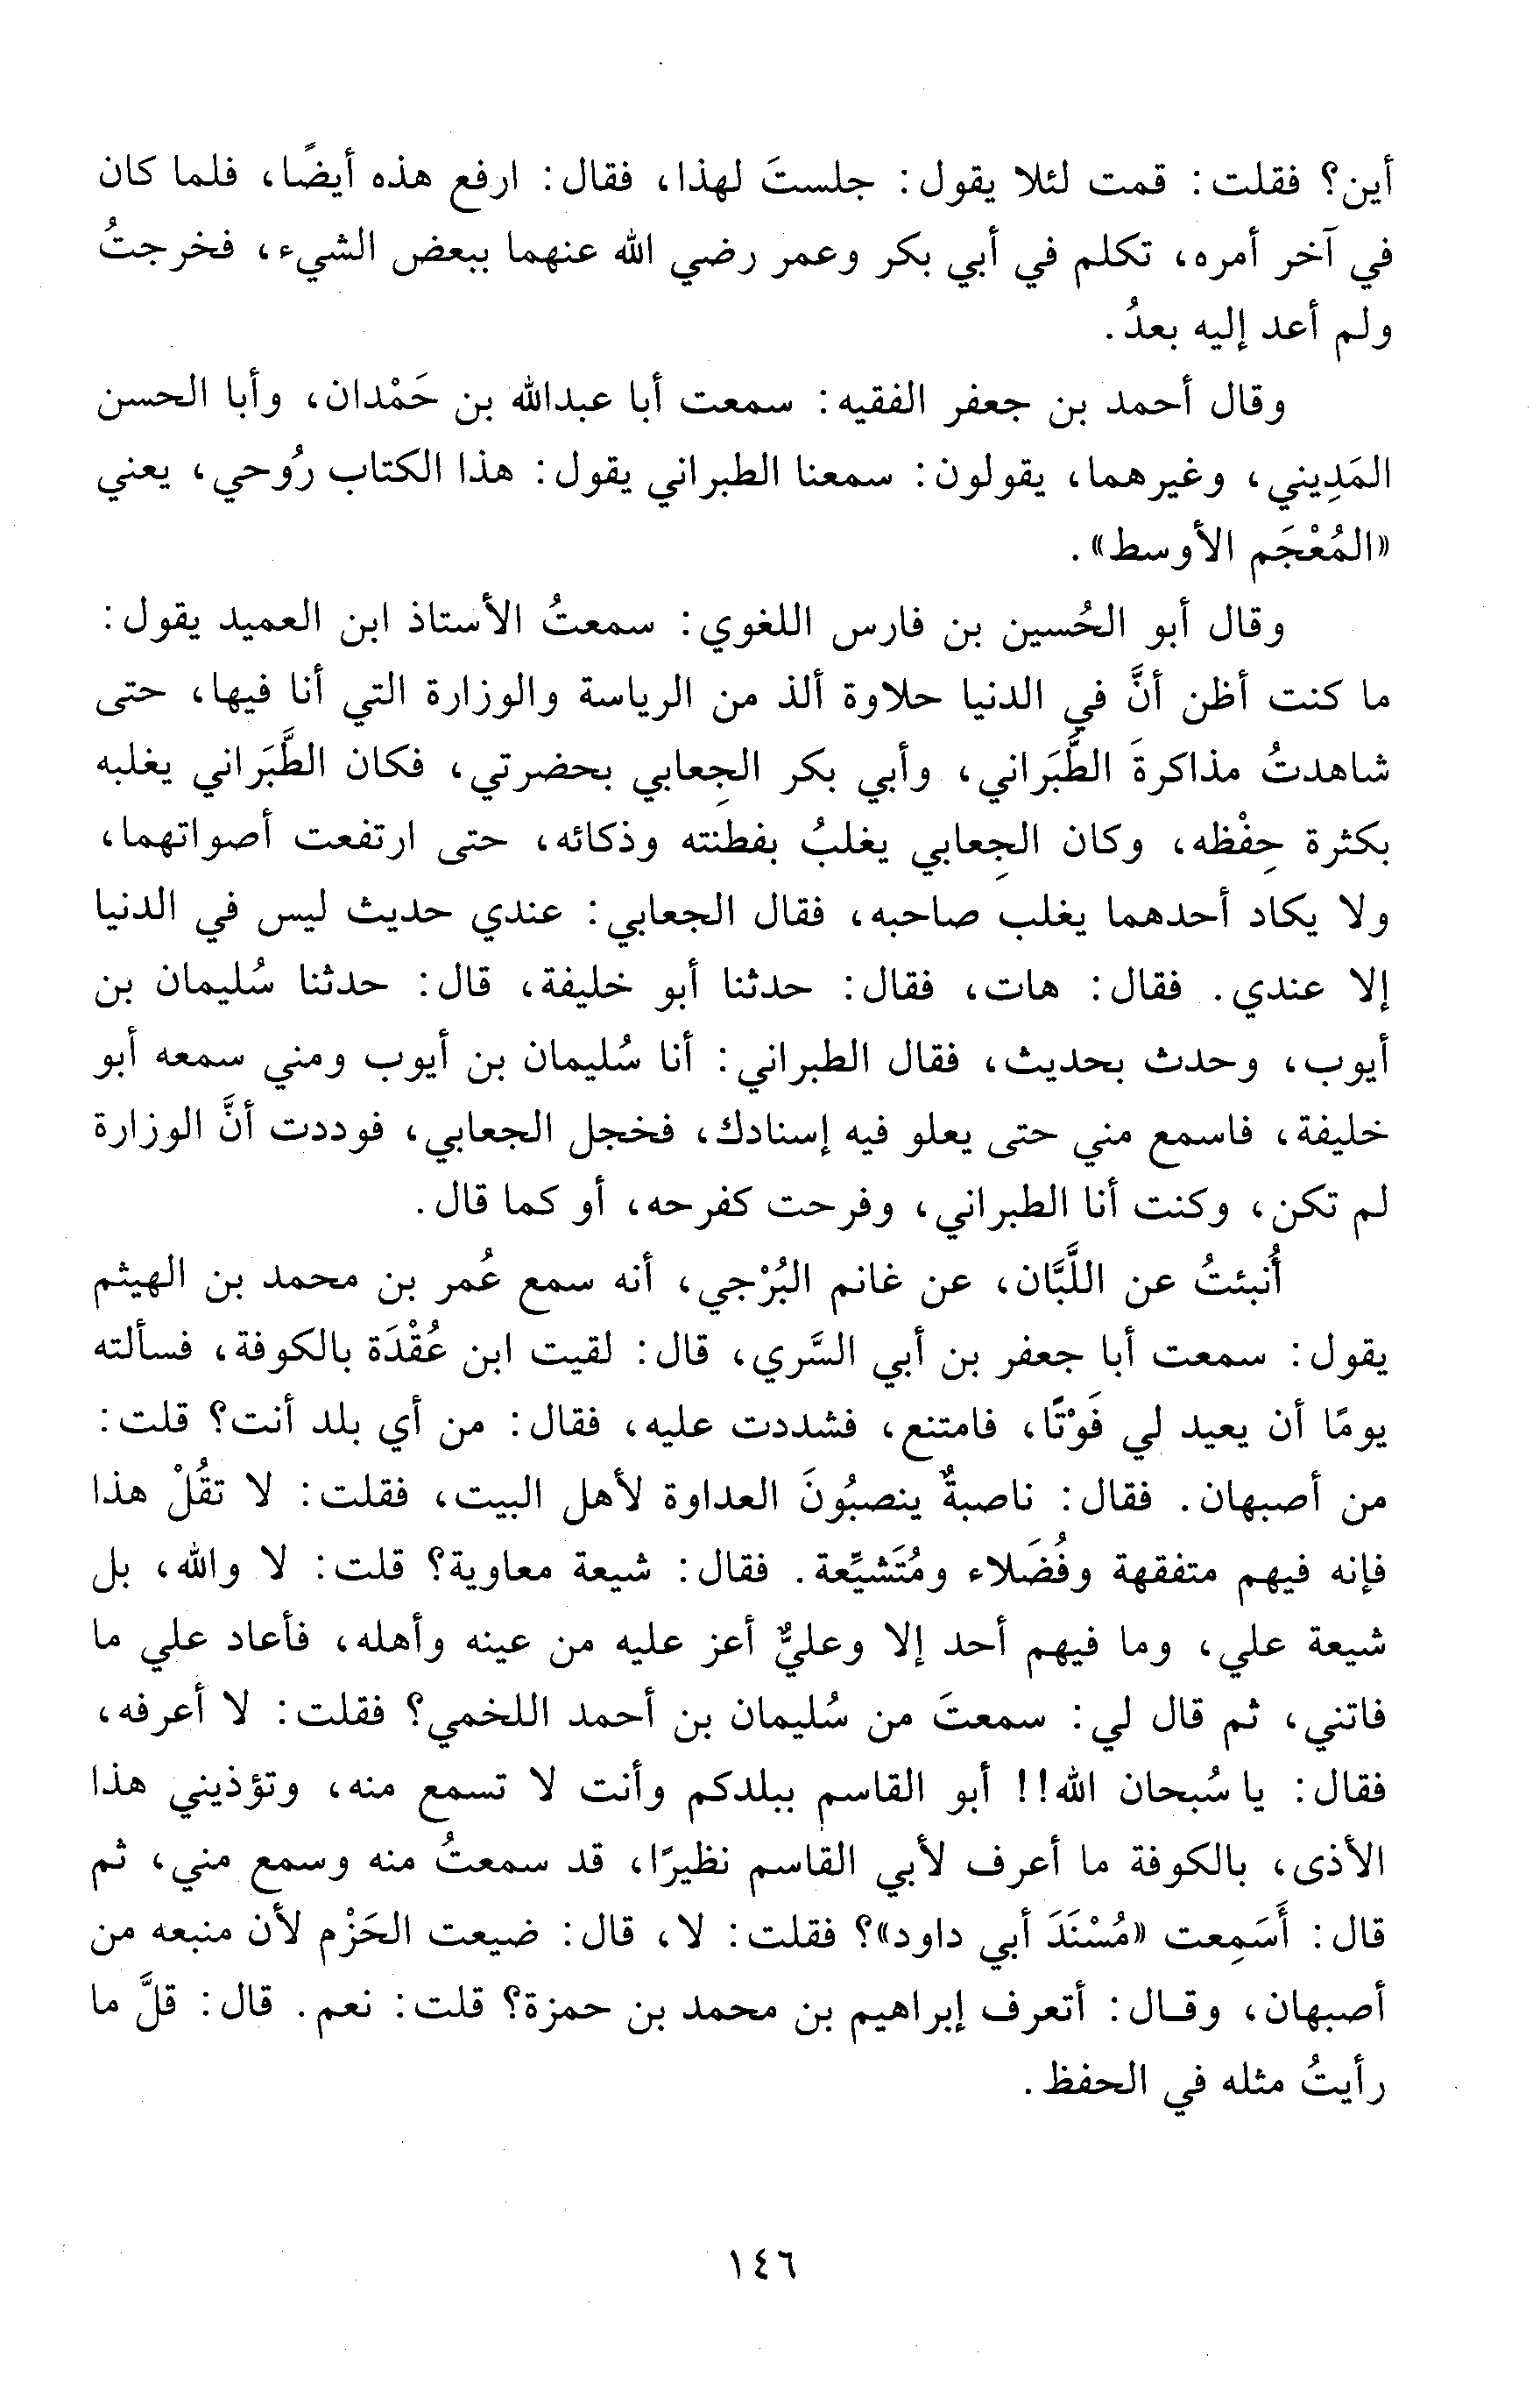 أين؟ فقلت: قمت لئلا يقول: جلستَ لهذا، فقال: ارفع هذه أيضًا، فلما كان
في آخر أمره، تكلم في أبي بكر وعمر رضي الله عنهما ببعض الشيء، فخرجتُ
ولم أعد إليه بعدُ.
وقال أحمد بن جعفر الفقيه: سمعت أبا عبدالله بن حَمْدان، وأبا الحسن
المَدِيني، وغيرهما، يقولون: سمعنا الطبراني يقول: هذا الكتاب رُوحي، يعني
«المُعْجَم الأوسط».
وقال أبو الحُسين بن فارس اللغوي: سمعتُ الأستاذ ابن العميد يقول:
ما كنت أظن أنَّ في الدنيا حلاوة ألذ من الرياسة والوزارة التي أنا فيها، حتى
شاهدتُ مذاكرةَ الطَّبَراني، وأبي بكر الجِعابي بحضرتي، فكان الطَّبَراني يغلبه
بكثرة حِفْظه، وكان الجِعابي يغلبُ بفطنته وذكائه، حتى ارتفعت أصواتهما،
ولا يكاد أحدهما يغلب صاحبه، فقال الجعابي: عندي حديث ليس في الدنيا
إلا عندي. فقال: هات، فقال: حدثنا أبو خليفة، قال: حدثنا سُليمان بن
أيوب، وحدث بحديث، فقال الطبراني: أنا سُليمان بن أيوب ومني سمعه أبو
خليفة، فاسمع مني حتى يعلو فيه إسنادك، فخجل الجعابي، فوددت أنَّ الوزارة
لم تكن، وكنت أنا الطبراني، وفرحت كفرحه، أو كما قال.
أُنبئتُ عن اللَّبَّان، عن غانم البُرْجي، أنه سمع عُمر بن محمد بن الهيثم
يقول: سمعت أبا جعفر بن أبي السَّري، قال: لقيت ابن عُقْدَة بالكوفة، فسألته
يومًا أن يعيد لي فَوْتًا، فامتنع، فشددت عليه، فقال: من أي بلد أنت؟ قلت:
من أصبهان. فقال: ناصبةٌ ينصبُونَ العداوة لأهل البيت، فقلت: لا تقُلْ هذا
فإنه فيهم متفقهة وفُضَلاء ومُتَشيِّعة. فقال: شيعة معاوية؟ قلت: لا والله، بل
شيعة علي، وما فيهم أحد إلا وعليٌّ أعز عليه من عينه وأهله، فأعاد علي ما
فاتني، ثم قال لي: سمعتَ من سُليمان بن أحمد اللخمي؟ فقلت: لا أعرفه،
فقال: يا سُبحان الله!! أبو القاسم ببلدكم وأنت لا تسمع منه، وتؤذيني هذا
الأذى، بالكوفة ما أعرف لأبي القاسم نظيرًا، قد سمعتُ منه وسمع مني، ثم
قال: أَسَمِعت «مُسْنَدَ أبي داود»؟ فقلت: لا، قال: ضيعت الحَزْم لأن منبعه من
أصبهان، وقـال: أتعرف إبراهيم بن محمد بن حمزة؟ قلت: نعم. قال: قلَّ ما
رأيتُ مثله في الحفظ.
١٤٦